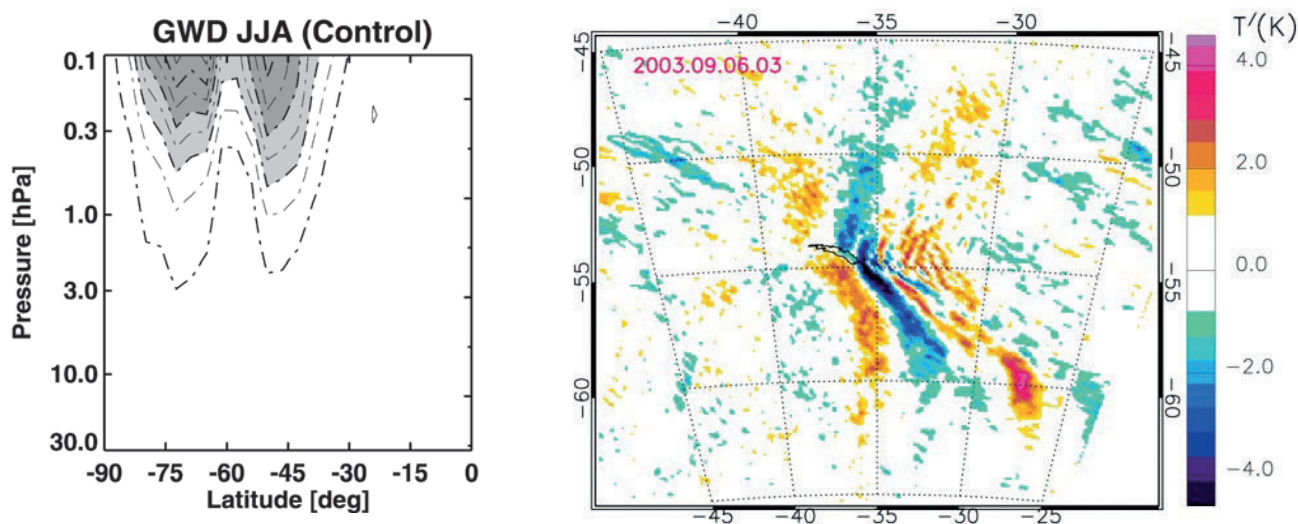 GWD JJA (Control)
Pressure [hPa]
0.1
0.3
1.0
3.0
10.0
30.0
-90 -75 -60 -45 -30 -15 0
Latitude [deg]
−40 −35 −30
2003.09.06.03
−45
−50
−55
−60
−45
−50
−55
−60
−45 −40 −35 −30 −25
T'(K)
4.0
2.0
0.0
−2.0
−4.0